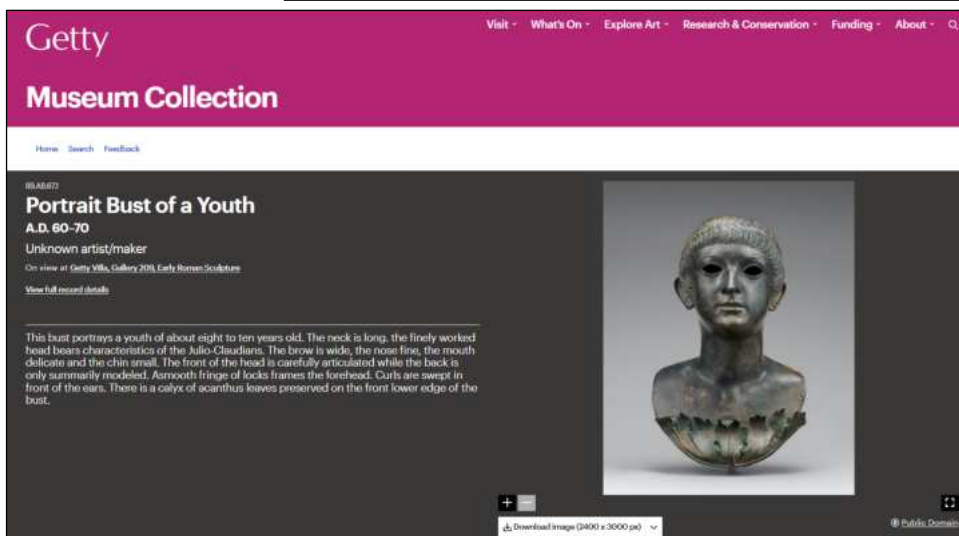 Getty
Visit What's On Explore Art Research & Conservation Funding About
Museum Collection
Home Search Feedback
Portrait Bust of a Youth
A.D. 60–70
Unknown artist/maker
On view at Getty Villa, Gallery 209, Early Roman Sculpture
View full record details
This bust portrays a youth of about eight to ten years old. The neck is long. the finely worked
head bears characteristics of the Julio-Claudians. The brow is wide, the nose fine, the mouth
delicate and the chin small. The front of the head is carefully articulated while the back is
only summarily modeled. Asmooth fringe of locks frames the forehead. Curls are swept in
front of the ears. There is a calyx of acanthus leaves preserved on the front lower edge of the
bust.
Download image (2400 x 3000 px)
Public Domain